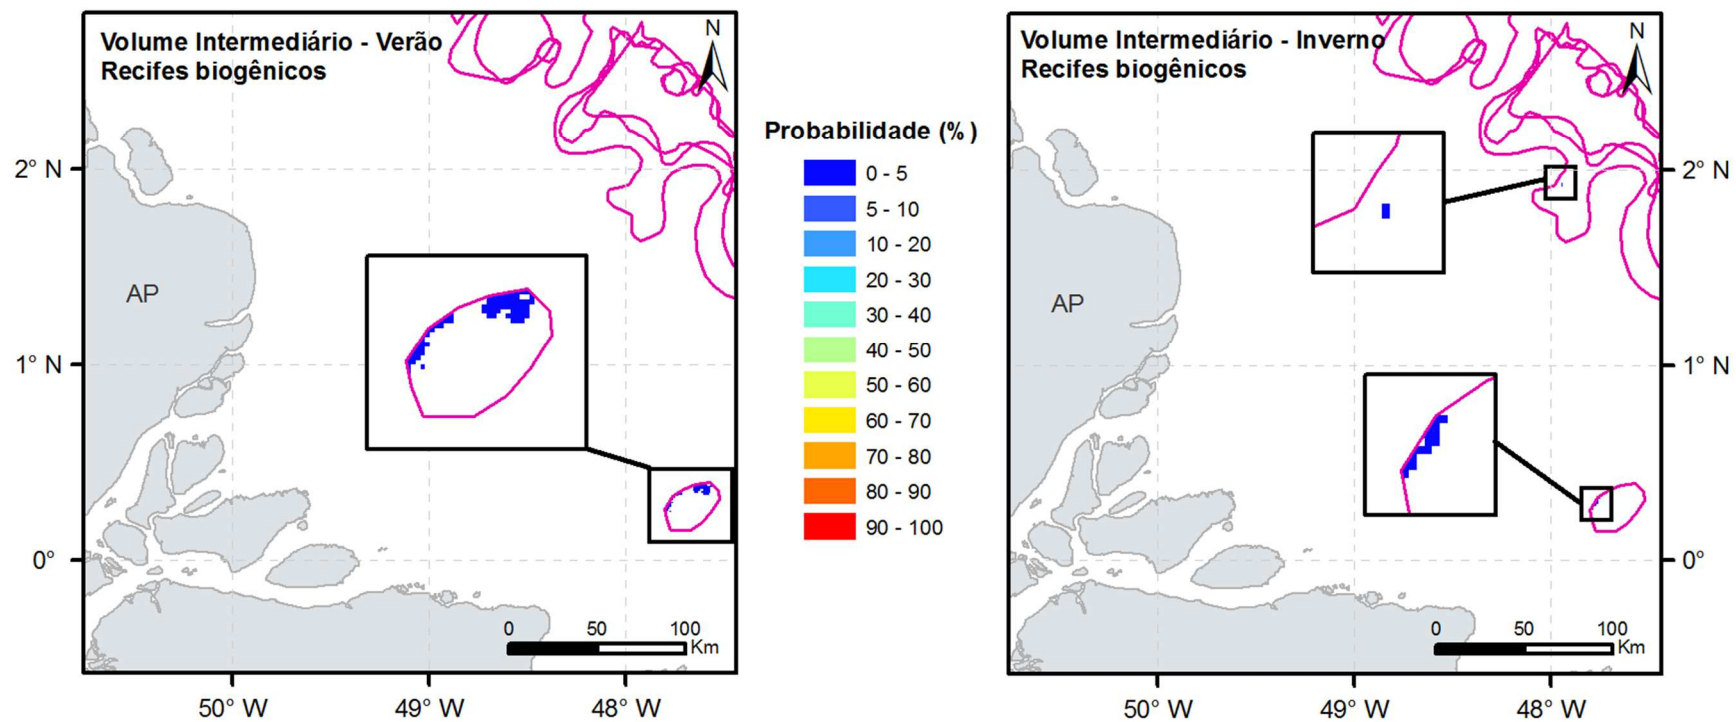 Volume Intermediário - Verão
Recifes biogênicos
N
2° N
1° N
0°
AP
0 50 100
Km
50° W 49° W 48° W
Probabilidade (%)
0 - 5
5 - 10
10 - 20
20 - 30
30 - 40
40 - 50
50 - 60
60 - 70
70 - 80
80 - 90
90 - 100
Volume Intermediário - Inverno
Recifes biogênicos
N
2° N
1° N
0°
AP
0 50 100
Km
50° W 49° W 48° W